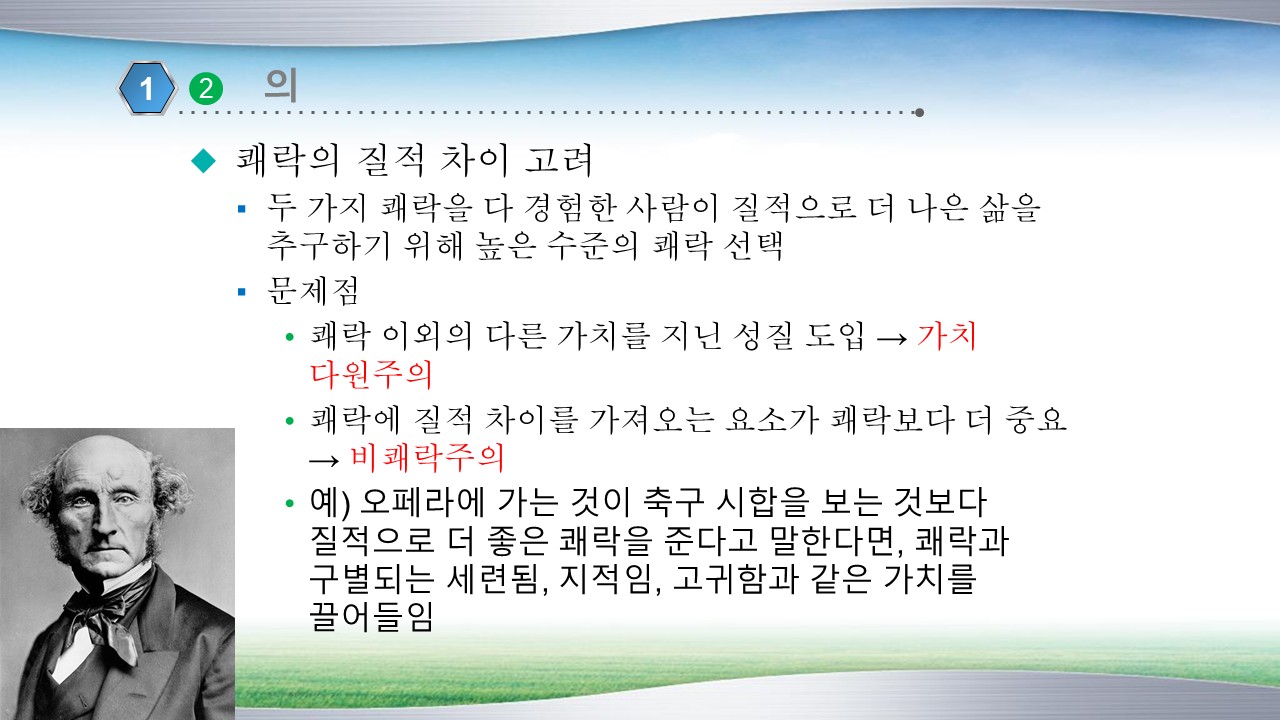 1 2 의
쾌락의 질적 차이 고려
두 가지 쾌락을 다 경험한 사람이 질적으로 더 나은 삶을
추구하기 위해 높은 수준의 쾌락 선택
문제점
쾌락 이외의 다른 가치를 지닌 성질 도입 → 가치
다원주의
쾌락에 질적 차이를 가져오는 요소가 쾌락보다 더 중요
→ 비쾌락주의
예) 오페라에 가는 것이 축구 시합을 보는 것보다
질적으로 더 좋은 쾌락을 준다고 말한다면, 쾌락과
구별되는 세련됨, 지적임, 고귀함과 같은 가치를
끌어들임